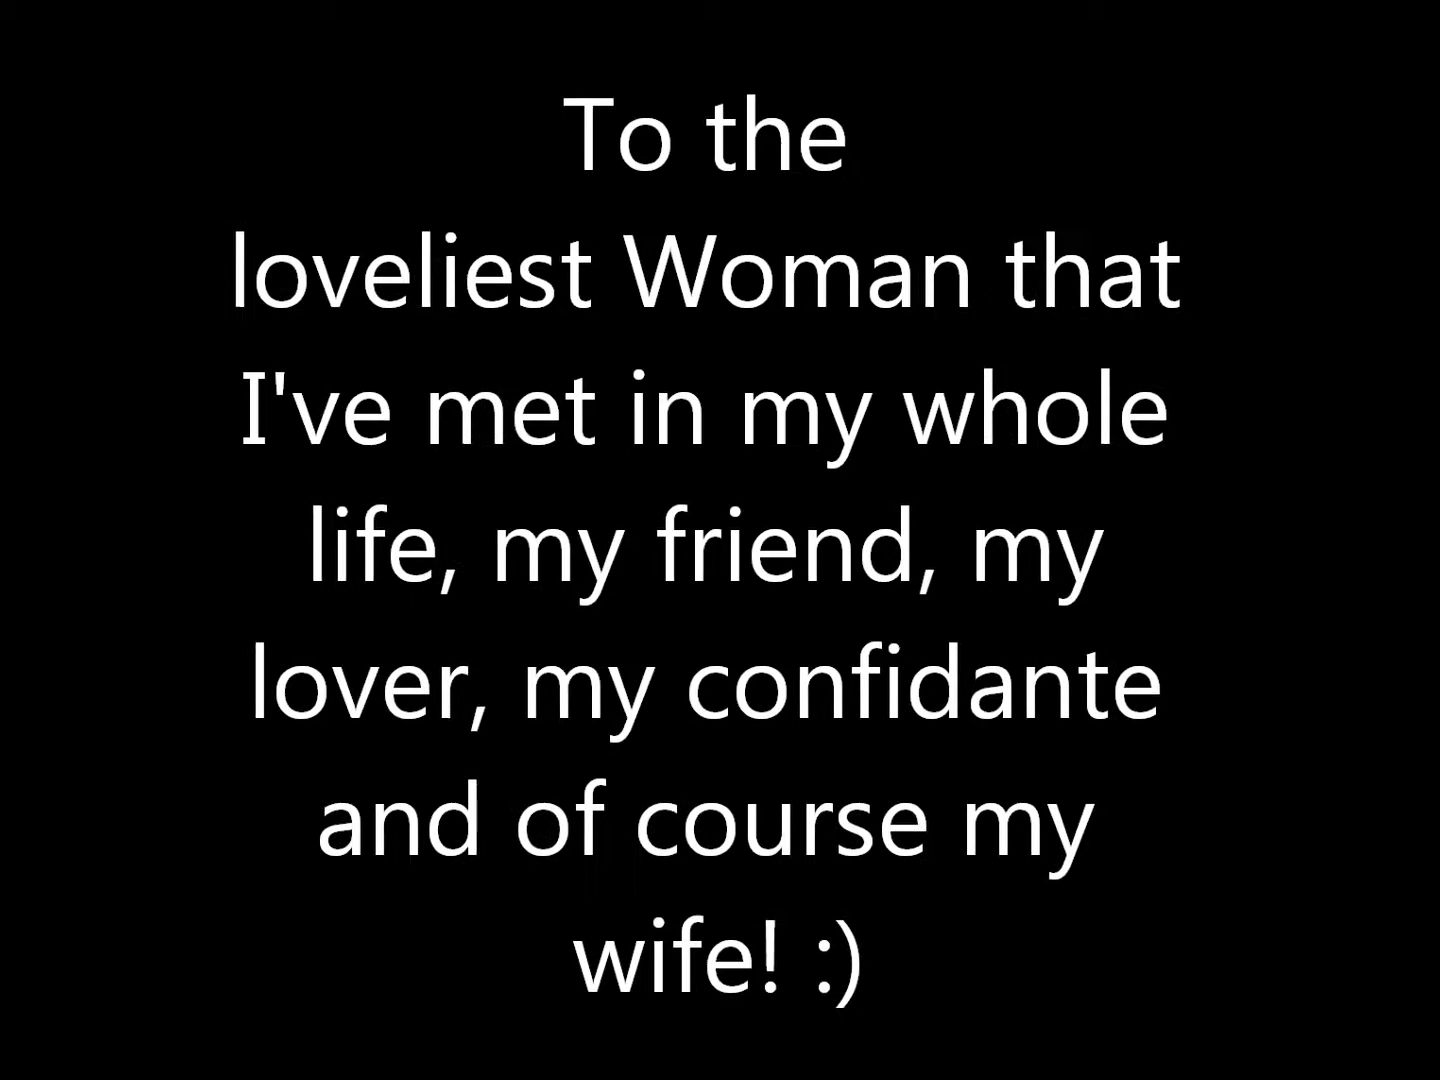 To the
loveliest Woman that
I've met in my whole
life, my friend, my
lover, my confidante
and of course my
wife! :)